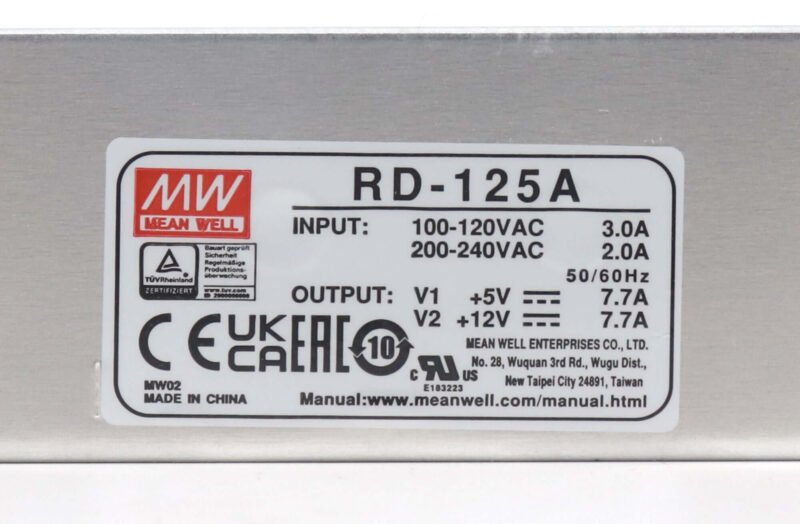 MW
MEAN WELL
RD-125A
INPUT: 100-120VAC 3.0A
200-240VAC 2.0A
50/60Hz
OUTPUT: V1 +5V 7.7A
V2 +12V 7.7A
TÜVRheinland
ZERTIFIZIERT
Bauart geprüft
Sicherheit
Regelmäßige
Produktions-
überwachung
www.tuv.com
ID 2000000000
CE UK CA EAC 10
c RU US
E183223
MEAN WELL ENTERPRISES CO., LTD.
No. 28, Wuquan 3rd Rd., Wugu Dist.,
New Taipei City 24891, Taiwan
MW02
MADE IN CHINA
Manual:www.meanwell.com/manual.html